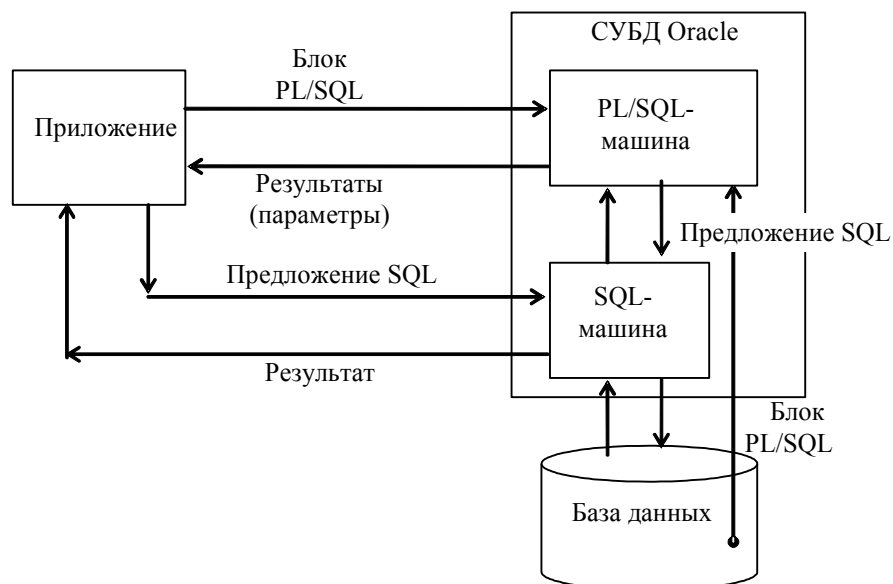 СУБД Oracle
Блок
PL/SQL
Приложение
PL/SQL-
машина
Результаты
(параметры)
Предложение SQL
Предложение SQL
SQL-
машина
Результат
Блок
PL/SQL
База данных